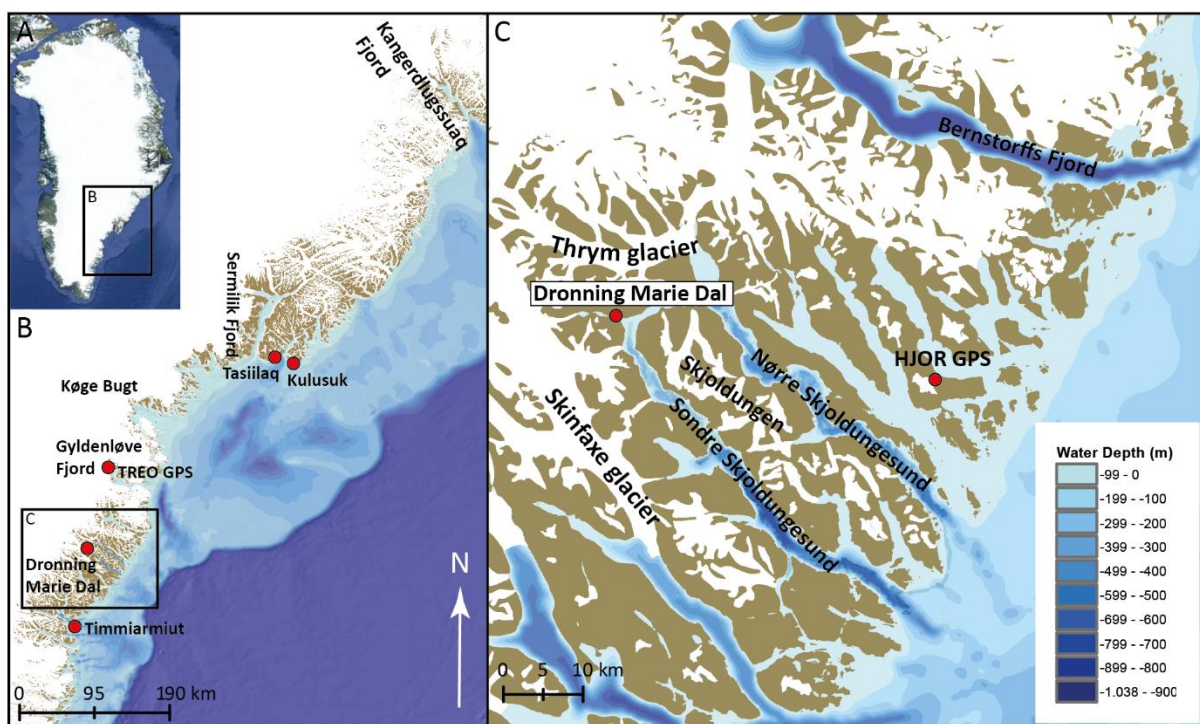 A
B
B
Kangerdlugssuaq
Fjord
Sermilik Fjord
Tasiilaq
Kulusuk
Køge Bugt
Gyldenløve
Fjord
TREO GPS
C
Dronning
Marie Dal
Timmiarmiut
N
0 95 190 km
C
Bernstorffs Fjord
Thrym glacier
Dronning Marie Dal
HJOR GPS
Nørre Skjoldungesund
Skjoldungen
Sondre Skjoldungesund
Skinfaxe glacier
0 5 10 km
Water Depth (m)
-99 - 0
-199 - -100
-299 - -200
-399 - -300
-499 - -400
-599 - -500
-699 - -600
-799 - -700
-899 - -800
-1.038 - -900